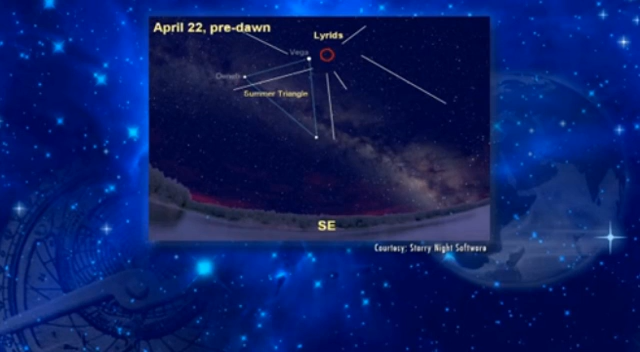 April 22, pre-dawn
Lyrids
Vega
Deneb
Summer Triangle
SE
Courtesy: Starry Night Software